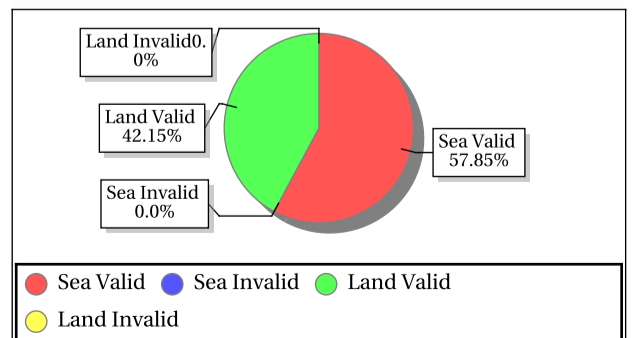 Land Invalid0.
0%
Land Valid
42.15%
Sea Valid
57.85%
Sea Invalid
0.0%
Sea Valid
Sea Invalid
Land Valid
Land Invalid